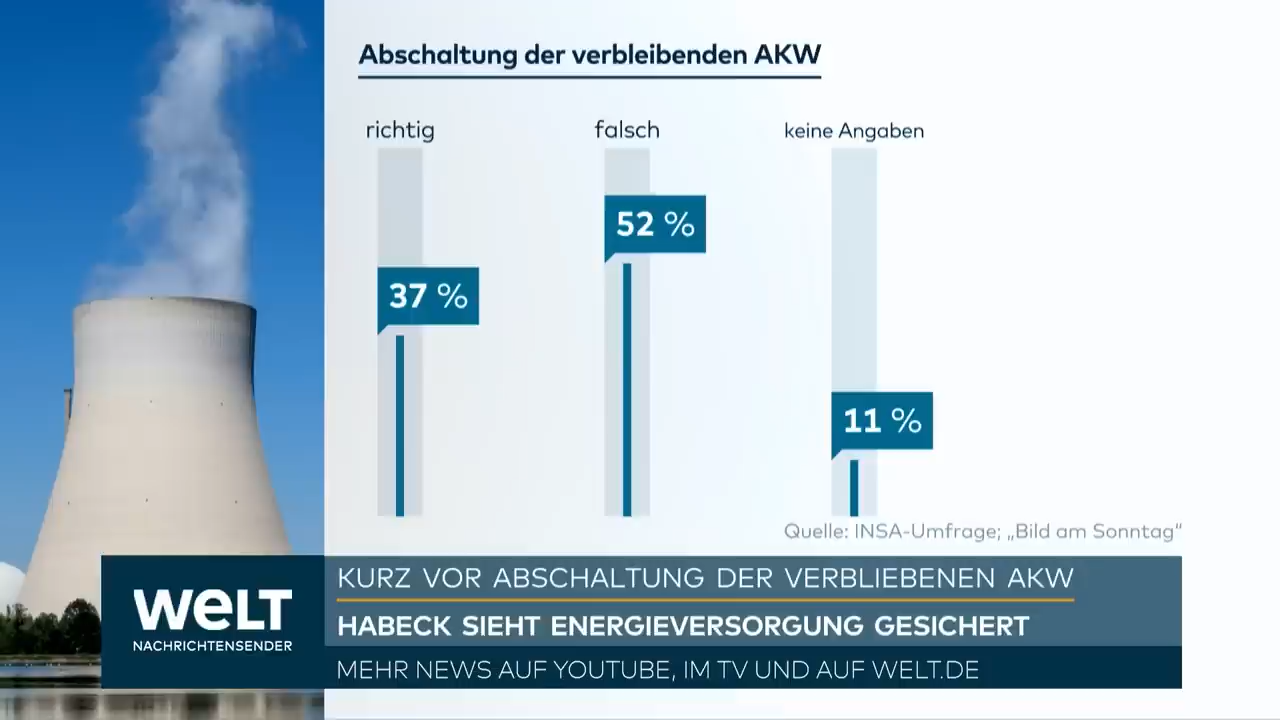 Abschaltung der verbleibenden AKW
richtig
falsch
keine Angaben
37 %
52 %
11 %
Quelle: INSA-Umfrage; „Bild am Sonntag“
KURZ VOR ABSCHALTUNG DER VERBLIEBENEN AKW
HABECK SIEHT ENERGIEVERSORGUNG GESICHERT
MEHR NEWS AUF YOUTUBE, IM TV UND AUF WELT.DE
WELT
NACHRICHTENSENDER